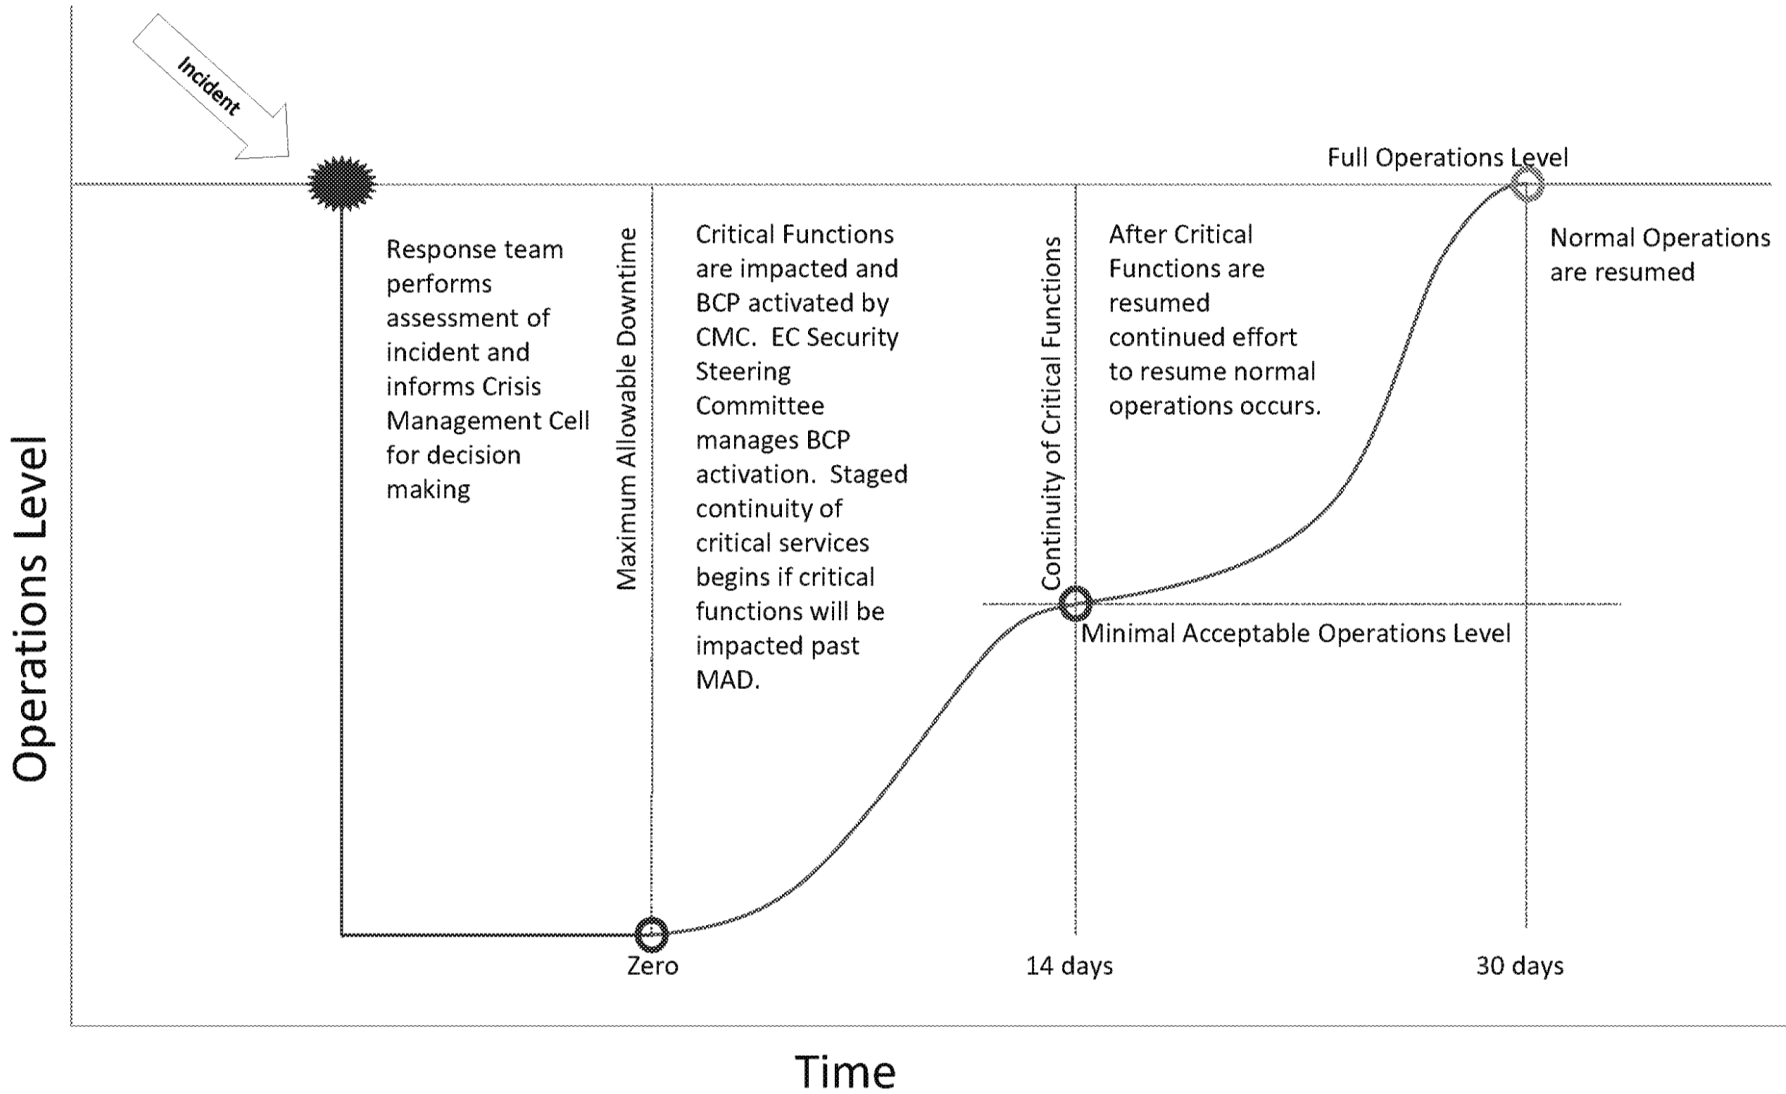 Incident
Full Operations Level
Response team
performs
assessment of
incident and
informs Crisis
Management Cell
for decision
making
Maximum Allowable Downtime
Critical Functions
are impacted and
BCP activated by
CMC.  EC Security
Steering
Committee
manages BCP
activation.  Staged
continuity of
critical services
begins if critical
functions will be
impacted past
MAD.
Continuity of Critical Functions
After Critical
Functions are
resumed
continued effort
to resume normal
operations occurs.
Normal Operations
are resumed
Minimal Acceptable Operations Level
Operations Level
Zero
14 days
30 days
Time